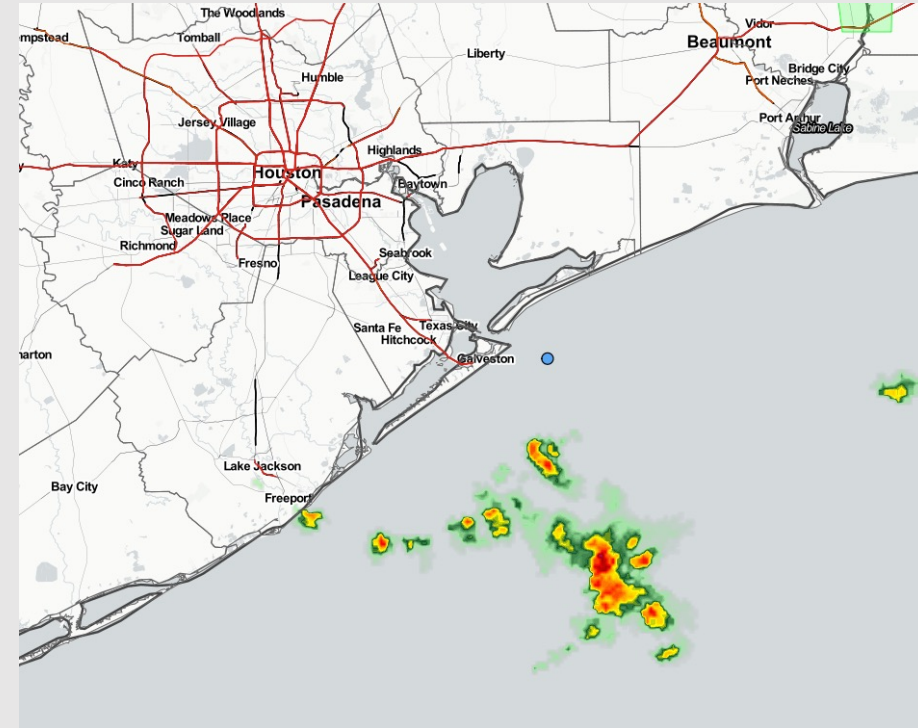 The Woodlands
Vidor
empstead
Tomball
Beaumont
Liberty
Bridge City
Humble
Port Neches
Port Arthur
Jersey Village
Sabine Lake
Highlands
Katy
y
Houston
Cinco Ranch
Baytown
Pasadena
Meadows Place
Sugar Land
Richmond
Seabrook
Fresno
League City
Santa Fe
Texas City
Hitchcock
harton
Galveston
Lake Jackson
Bay City
Freeport